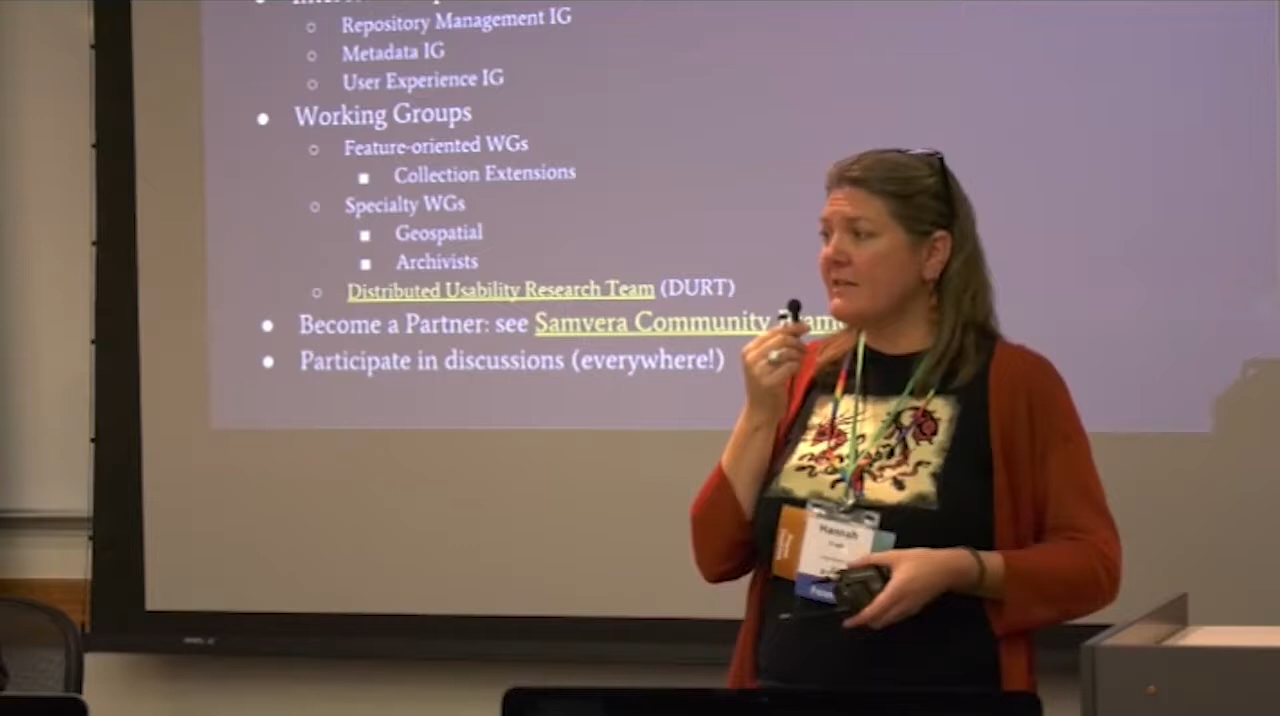 Repository Management IG
Metadata IG
User Experience IG
Working Groups
Feature-oriented WGs
Collection Extensions
Specialty WGs
Geospatial
Archivists
Distributed Usability Research Team (DURT)
Become a Partner: see Samvera Community
Participate in discussions (everywhere!)
Hannah